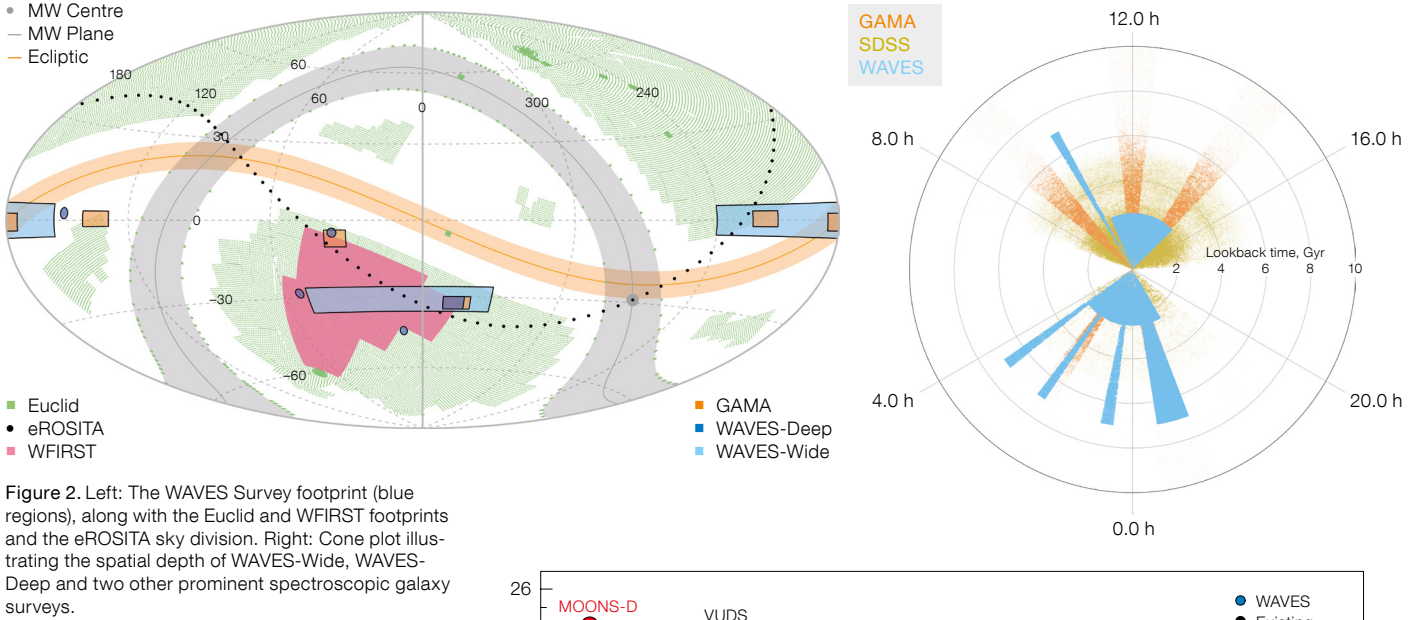 MW Centre
MW Plane
Ecliptic
180
120
60
60
0
300
240
30
0
−30
−60
Euclid
eROSITA
WFIRST
GAMA
WAVES-Deep
WAVES-Wide
GAMA
SDSS
WAVES
12.0 h
8.0 h
16.0 h
Lookback time, Gyr
2 4 6 8 10
4.0 h
20.0 h
0.0 h
Figure 2. Left: The WAVES Survey footprint (blue
regions), along with the Euclid and WFIRST footprints
and the eROSITA sky division. Right: Cone plot illus-
trating the spatial depth of WAVES-Wide, WAVES-
Deep and two other prominent spectroscopic galaxy
surveys.
26
MOONS-D
VUDS
WAVES
Existing